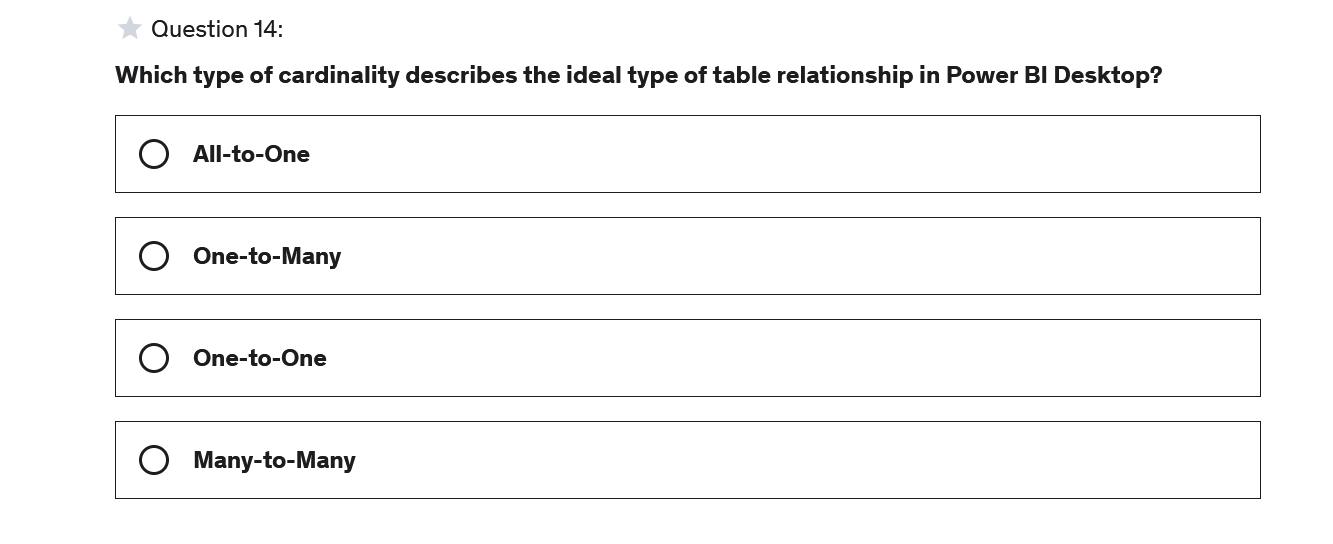 Question 14:
Which type of cardinality describes the ideal type of table relationship in Power BI Desktop?
All-to-One
One-to-Many
One-to-One
Many-to-Many